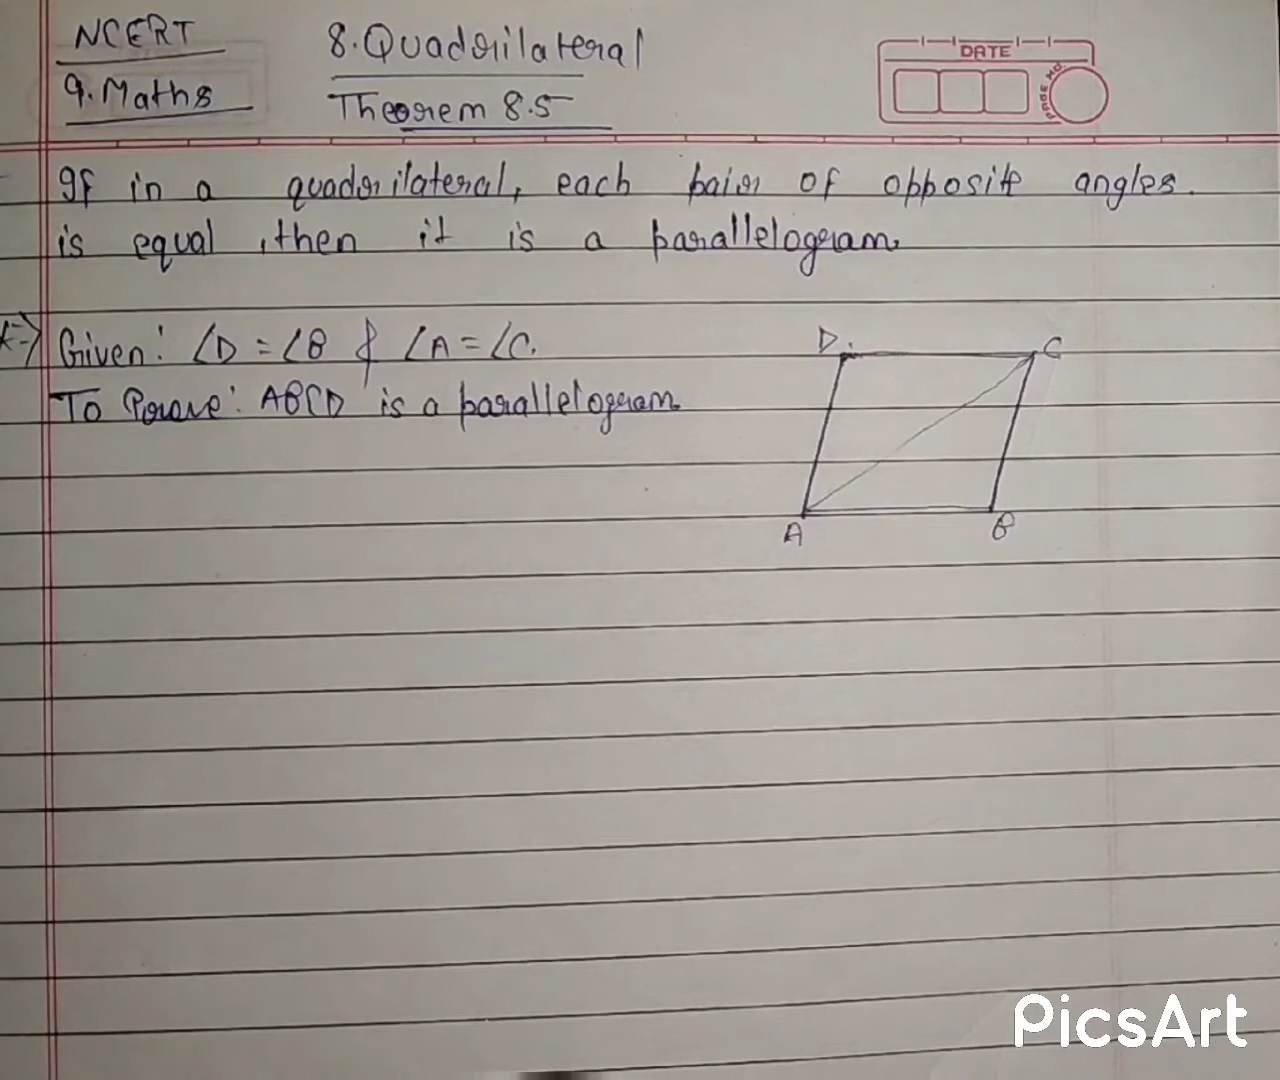 NCERT
9. Maths
8. Quadrilateral
Theorem 8.5
DATE
PAGE NO.
If in a quadrilateral, each pair of opposite angles.
is equal, then it is a parallelogram.
Given: ∠D = ∠B & ∠A = ∠C.
To Prove: ABCD is a parallelogram.
D C
A B
PicsArt